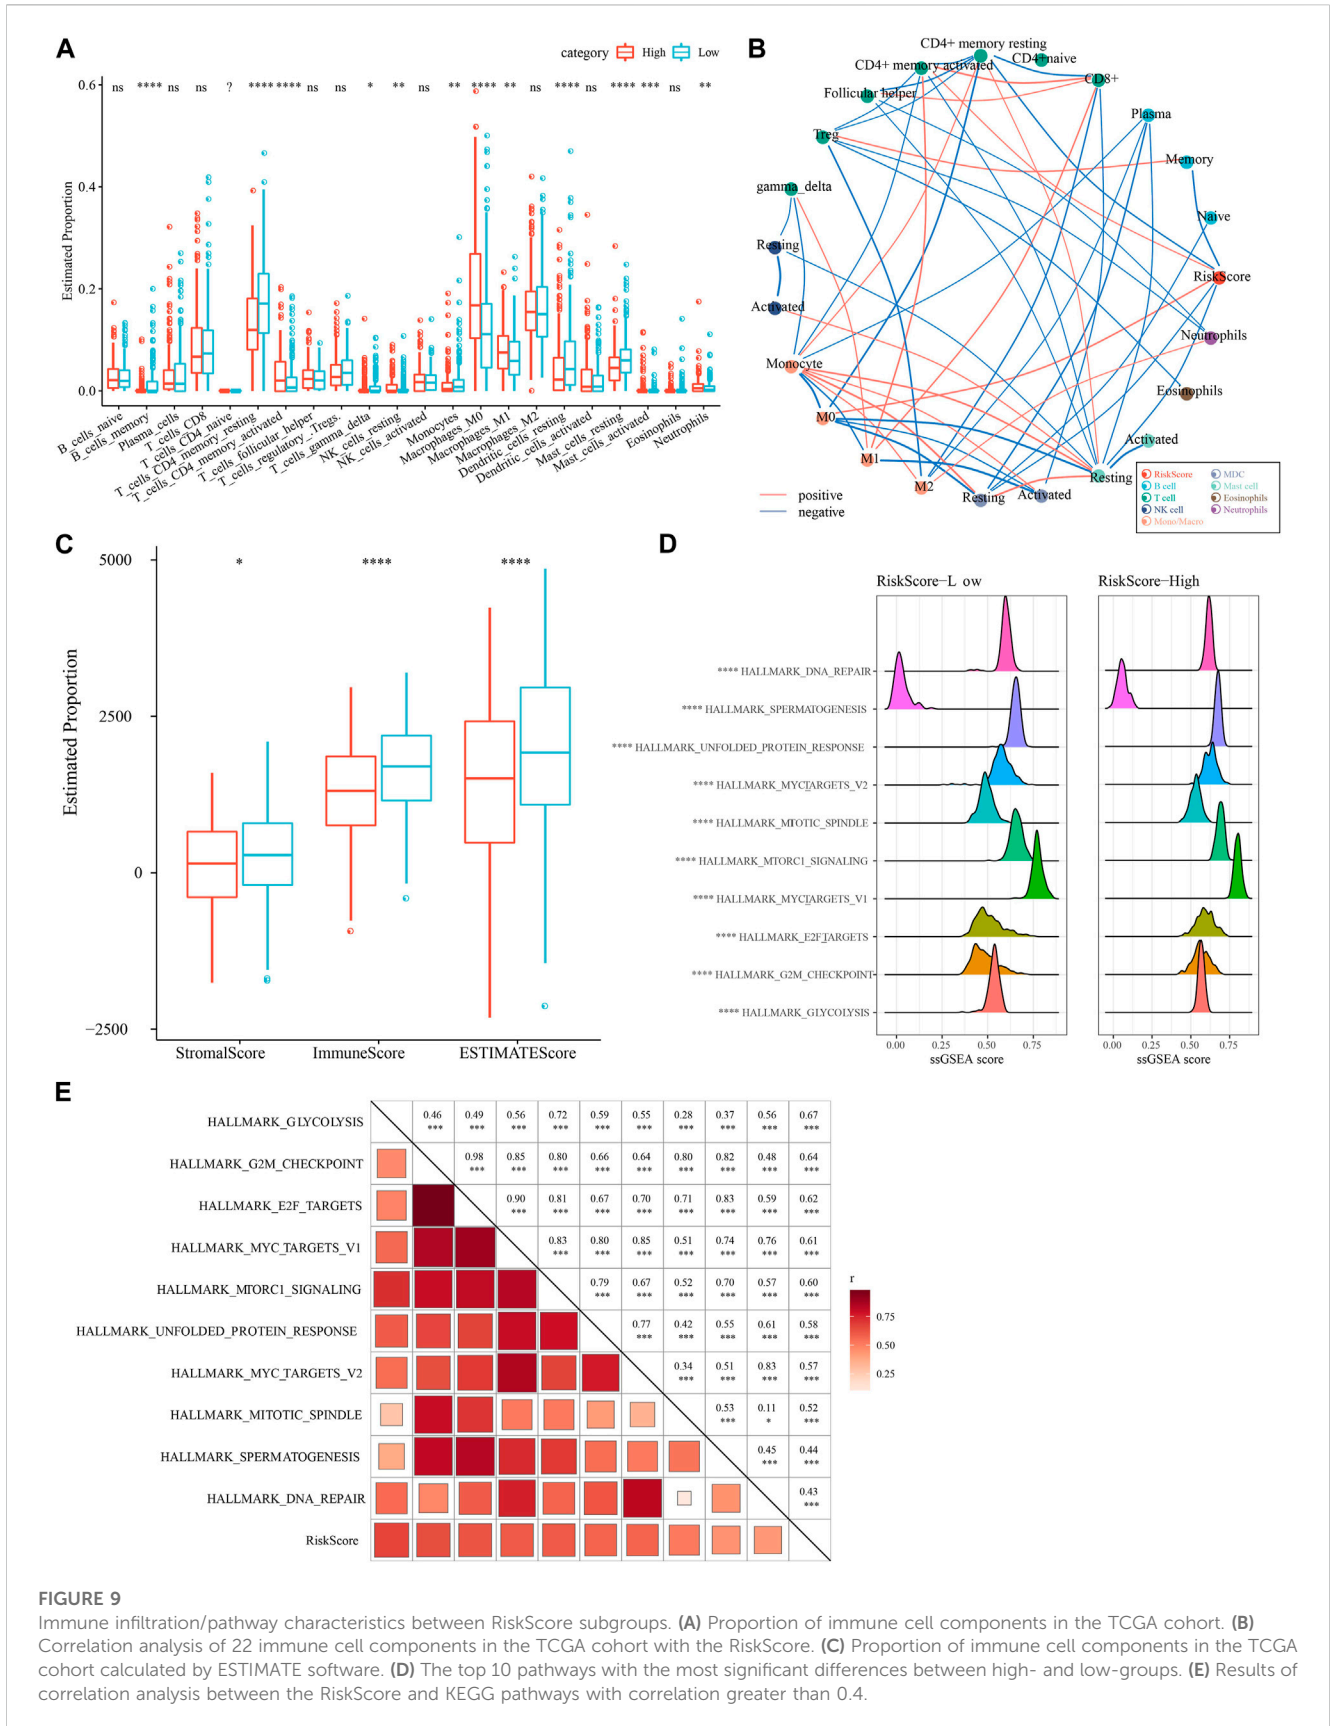 A
category High Low
ns **** ns ns ? **** **** ns ns * ** ns ** **** ** ns **** ns **** *** ns **
Estimated Proportion
0.6
0.4
0.2
0.0
B_cells_naive
B_cells_memory
Plasma_cells
T_cells_CD8
T_cells_CD4_naive
T_cells_CD4_memory_resting
T_cells_CD4_memory_activated
T_cells_follicular_helper
T_cells_regulatory_Tregs.
T_cells_gamma_delta
NK_cells_resting
NK_cells_activated
Monocytes
Macrophages_M0
Macrophages_M1
Macrophages_M2
Dendritic_cells_resting
Dendritic_cells_activated
Mast_cells_resting
Mast_cells_activated
Eosinophils
Neutrophils
B
CD4+ memory resting
CD4+naive
CD4+ memory activated
CD8+
Follicular helper
Plasma
Treg
Memory
gamma_delta
Naive
Resting
RiskScore
Activated
Neutrophils
Monocyte
Eosinophils
M0
Activated
M1
Resting
M2
Resting
Activated
positive
negative
RiskScore MDC
B cell Mast cell
T cell Eosinophils
NK cell Neutrophils
Mono/Macro
C
5000
2500
0
−2500
Estimated Proportion
* **** ****
StromalScore ImmuneScore ESTIMATEScore
D
RiskScore−L ow RiskScore−High
**** HALLMARK_DNA_REPAIR
**** HALLMARK_SPERMATOGENESIS
**** HALLMARK_UNFOLDED_PROTEIN_RESPONSE
**** HALLMARK_MYC_TARGETS_V2
**** HALLMARK_MITOTIC_SPINDLE
**** HALLMARK_MTORC1_SIGNALING
**** HALLMARK_MYC_TARGETS_V1
**** HALLMARK_E2F_TARGETS
**** HALLMARK_G2M_CHECKPOINT
**** HALLMARK_GLYCOLYSIS
0.00 0.25 0.50 0.75 0.00 0.25 0.50 0.75
ssGSEA score ssGSEA score
E
HALLMARK_GLYCOLYSIS 0.46 0.49 0.56 0.72 0.59 0.55 0.28 0.37 0.56 0.67
*** *** *** *** *** *** *** *** *** ***
HALLMARK_G2M_CHECKPOINT 0.98 0.85 0.80 0.66 0.64 0.80 0.82 0.48 0.64
*** *** *** *** *** *** *** *** ***
HALLMARK_E2F_TARGETS 0.90 0.81 0.67 0.70 0.71 0.83 0.59 0.62
*** *** *** *** *** *** *** ***
HALLMARK_MYC_TARGETS_V1 0.83 0.80 0.85 0.51 0.74 0.76 0.61
*** *** *** *** *** *** ***
HALLMARK_MTORC1_SIGNALING 0.79 0.67 0.52 0.70 0.57 0.60
*** *** *** *** *** ***
HALLMARK_UNFOLDED_PROTEIN_RESPONSE 0.77 0.42 0.55 0.61 0.58
*** *** *** *** ***
HALLMARK_MYC_TARGETS_V2 0.34 0.51 0.83 0.57
*** *** *** ***
HALLMARK_MITOTIC_SPINDLE 0.53 0.11 0.52
*** * ***
HALLMARK_SPERMATOGENESIS 0.45 0.44
*** ***
HALLMARK_DNA_REPAIR 0.43
***
RiskScore
r
0.75
0.50
0.25
FIGURE 9
Immune infiltration/pathway characteristics between RiskScore subgroups. (A) Proportion of immune cell components in the TCGA cohort. (B)
Correlation analysis of 22 immune cell components in the TCGA cohort with the RiskScore. (C) Proportion of immune cell components in the TCGA
cohort calculated by ESTIMATE software. (D) The top 10 pathways with the most significant differences between high- and low-groups. (E) Results of
correlation analysis between the RiskScore and KEGG pathways with correlation greater than 0.4.